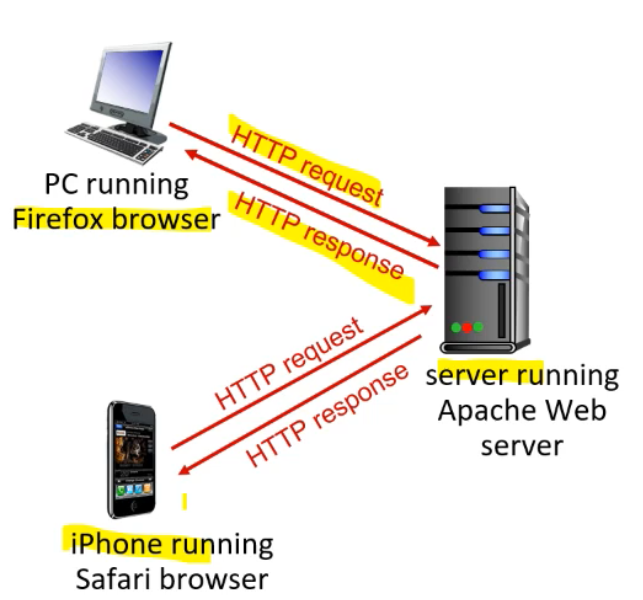 HTTP request
HTTP response
PC running
Firefox browser
HTTP request
HTTP response
server running
Apache Web
server
iPhone running
Safari browser